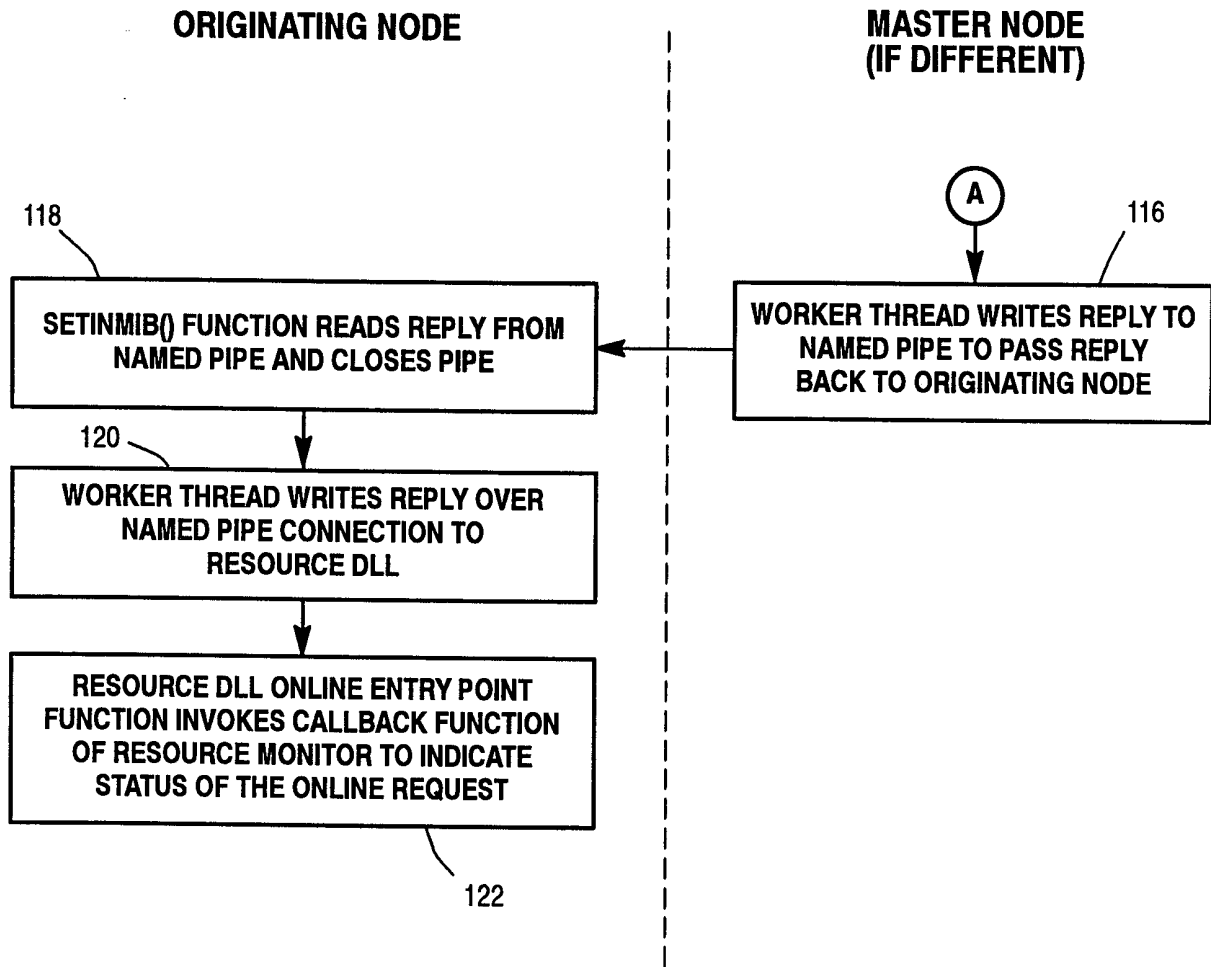 ORIGINATING NODE
MASTER NODE
(IF DIFFERENT)
A
116
WORKER THREAD WRITES REPLY TO
NAMED PIPE TO PASS REPLY
BACK TO ORIGINATING NODE
118
SETINMIB() FUNCTION READS REPLY FROM
NAMED PIPE AND CLOSES PIPE
120
WORKER THREAD WRITES REPLY OVER
NAMED PIPE CONNECTION TO
RESOURCE DLL
RESOURCE DLL ONLINE ENTRY POINT
FUNCTION INVOKES CALLBACK FUNCTION
OF RESOURCE MONITOR TO INDICATE
STATUS OF THE ONLINE REQUEST
122